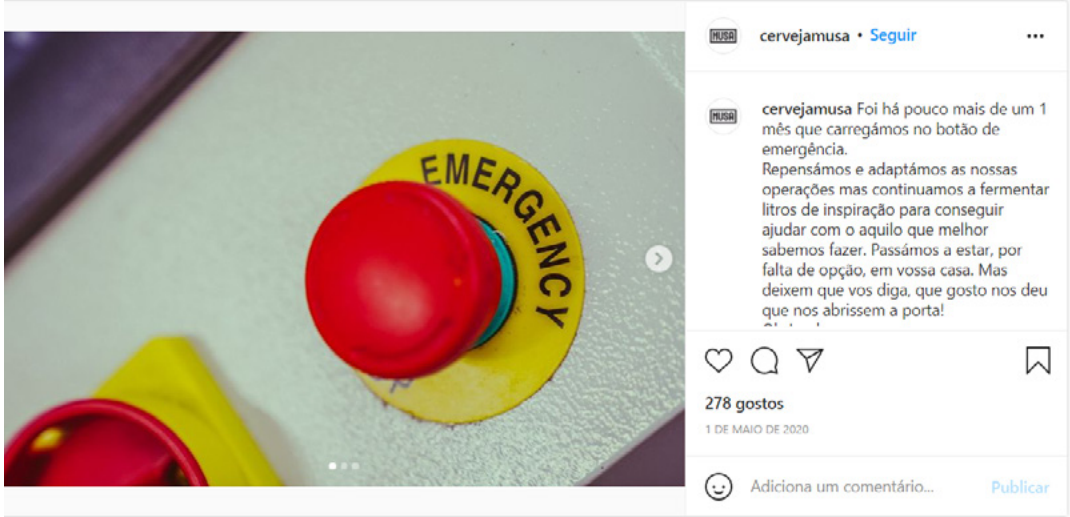 EMERGENCY
MUSA
cervejamusa • Seguir
MUSA
cervejamusa Foi há pouco mais de um 1
mês que carregámos no botão de
emergência.
Repensámos e adaptámos as nossas
operações mas continuamos a fermentar
litros de inspiração para conseguir
ajudar com o aquilo que melhor
sabemos fazer. Passámos a estar, por
falta de opção, em vossa casa. Mas
deixem que vos diga, que gosto nos deu
que nos abrissem a porta!
278 gostos
1 DE MAIO DE 2020
Adiciona um comentário...
Publicar